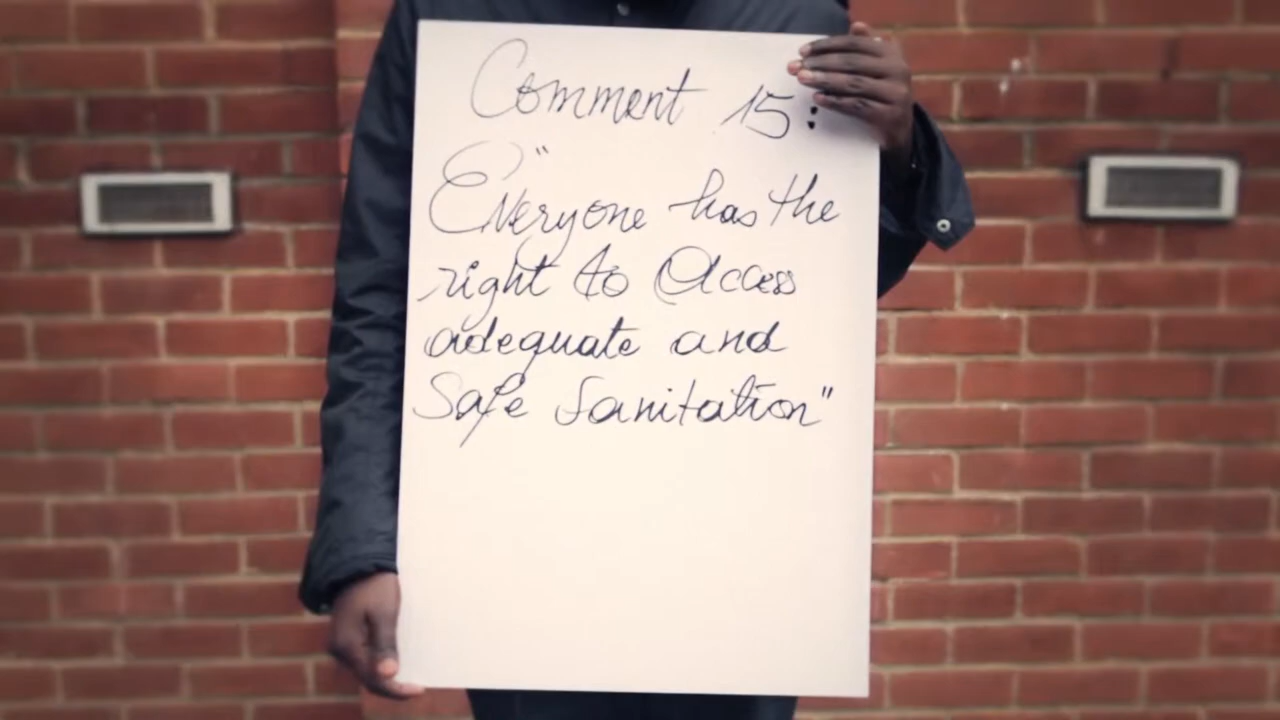 Comment 15:
"Everyone has the
right to Access
adequate and
Safe Sanitation"